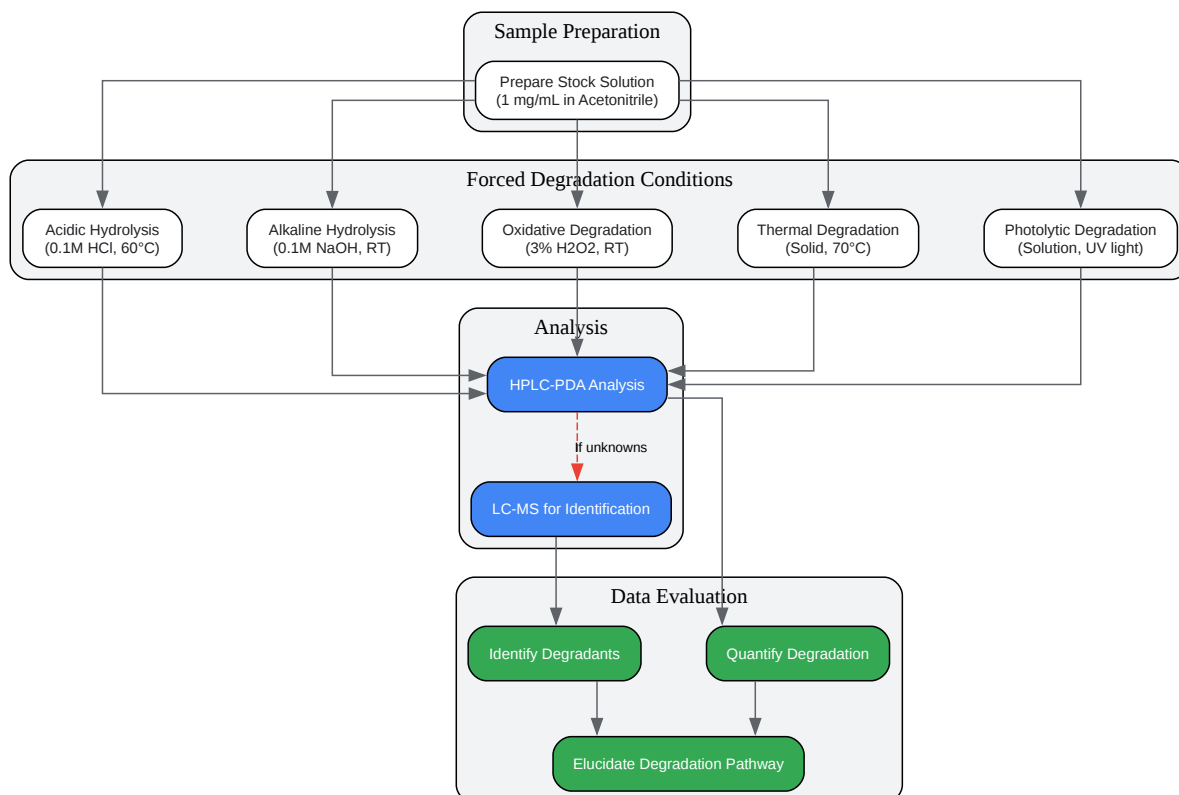 Sample Preparation
Prepare Stock Solution
(1 mg/mL in Acetonitrile)
Forced Degradation Conditions
Acidic Hydrolysis
(0.1M HCl, 60°C)
Alkaline Hydrolysis
(0.1M NaOH, RT)
Oxidative Degradation
(3% H2O2, RT)
Thermal Degradation
(Solid, 70°C)
Photolytic Degradation
(Solution, UV light)
Analysis
HPLC-PDA Analysis
If unknowns
LC-MS for Identification
Data Evaluation
Identify Degradants
Quantify Degradation
Elucidate Degradation Pathway